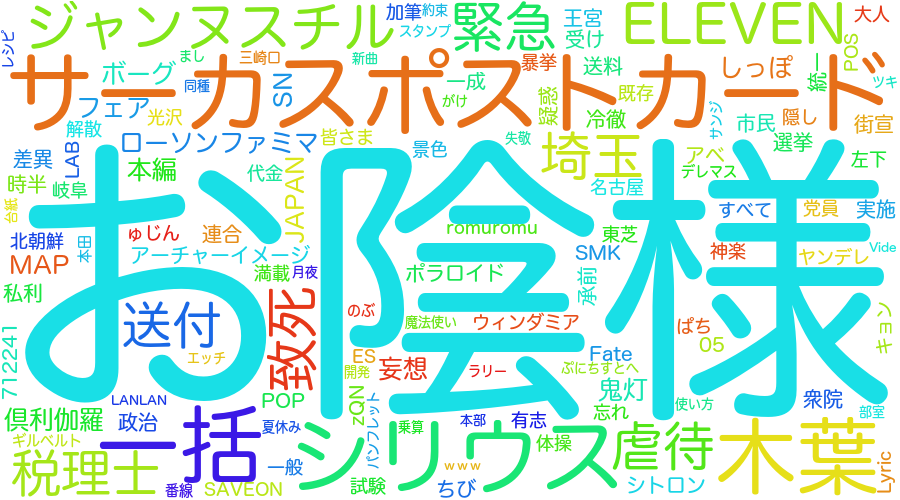 レシピ
ジャンヌスチル
加筆
約束
スタンプ
緊急
王宮
受け
ELEVEN
大人
サーカスポストカード
まし
三崎口
新曲
暴挙
送料
しっぽ
統一
POS
ツキ
ボーグ
同種
NS
一成
がけ
疑惑
既存
フェア
光沢
解散
ローソンファミマ
皆さま
失敬
冷徹
サンジ
市民
隠し
街宣
選挙
LAB
差異
本編
代金
景色
埼玉
アベ
左下
デレマス
時半
岐阜
JAPAN
名古屋
台紙
お陰様
すべて
党員
実施
北朝鮮
本田
ゅじん
連合
romuromu
東芝
神楽
Vide
MAP
アーチャーイメージ
SMK
ヤンデレ
満載
月夜
ポラロイド
承前
私利
致死
のぶ
送付
魔法使い
ウィンダミア
ぱち
キョン
712241
エッチ
ES
妄想
Fate
05
開発
ラリー
ぷにちすとへ
鬼灯
衆院
LANLAN
POP
zQN
パンフレット
忘れ
使い方
部室
倶利伽羅
政治
一括
夏休み
乗算
本部
有志
シリウス
体操
虐待
木葉
ギルベルト
税理士
一般
www
Lyric
番線
SAVEON
試験
ちび
シトロン